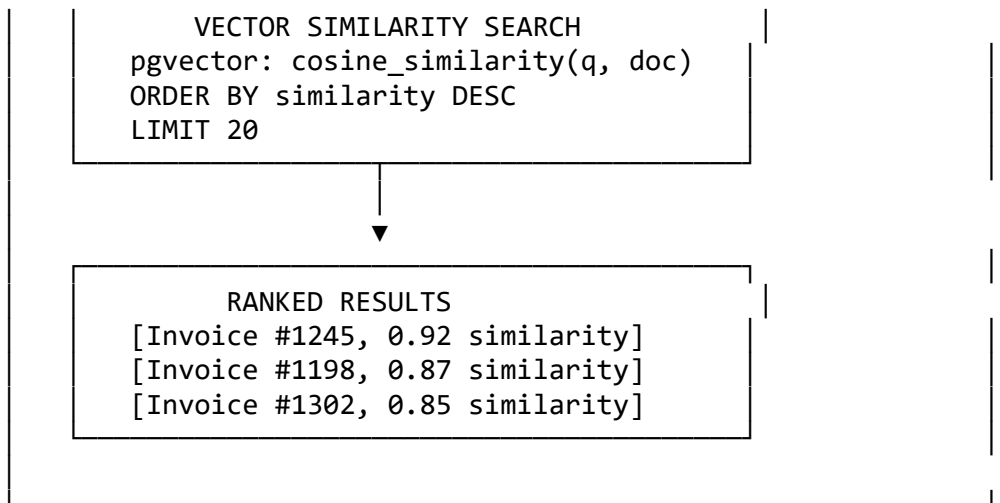 VECTOR SIMILARITY SEARCH
pgvector: cosine_similarity(q, doc)
ORDER BY similarity DESC
LIMIT 20
RANKED RESULTS
[Invoice #1245, 0.92 similarity]
[Invoice #1198, 0.87 similarity]
[Invoice #1302, 0.85 similarity]